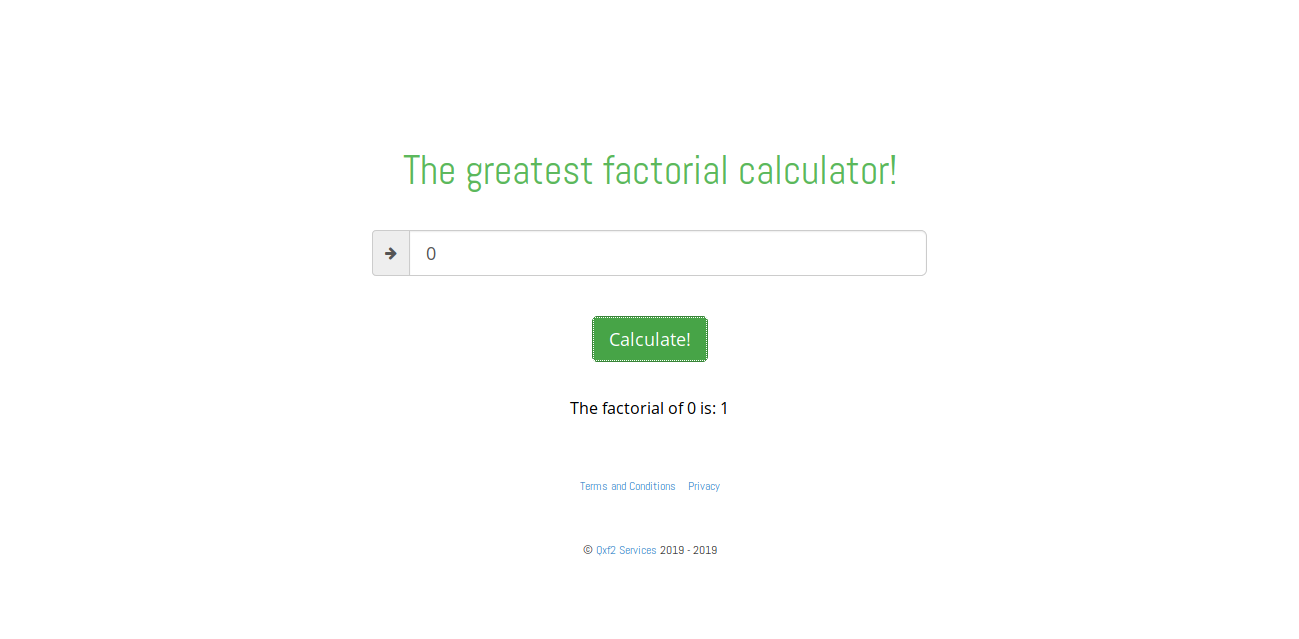 The greatest factorial calculator!
0
Calculate!
The factorial of 0 is: 1
Terms and Conditions Privacy
© Qxf2 Services 2019 - 2019